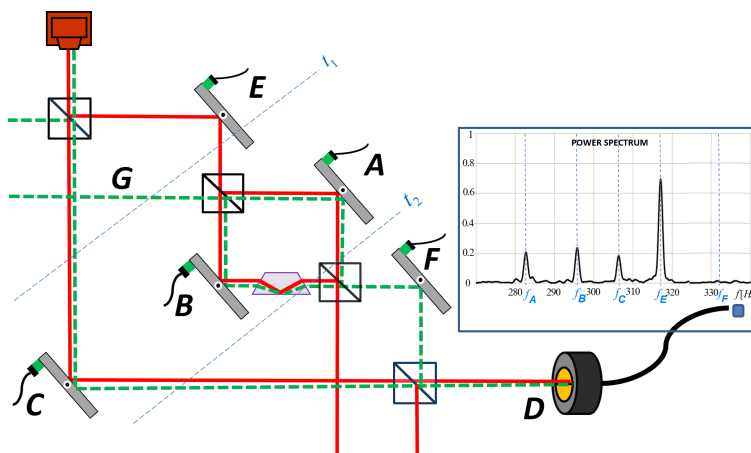 t1
E
A
G
t2
F
B
C
D
POWER SPECTRUM
1
0.8
0.6
0.4
0.2
0
280 290 300 310 320 330 f[H
fA fB fC fE fF